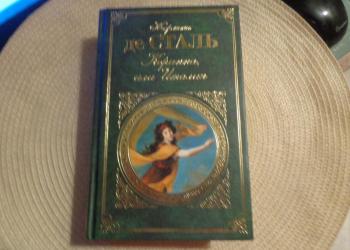 Жермена
де СТАЛЬ
Коринна,
или Италия